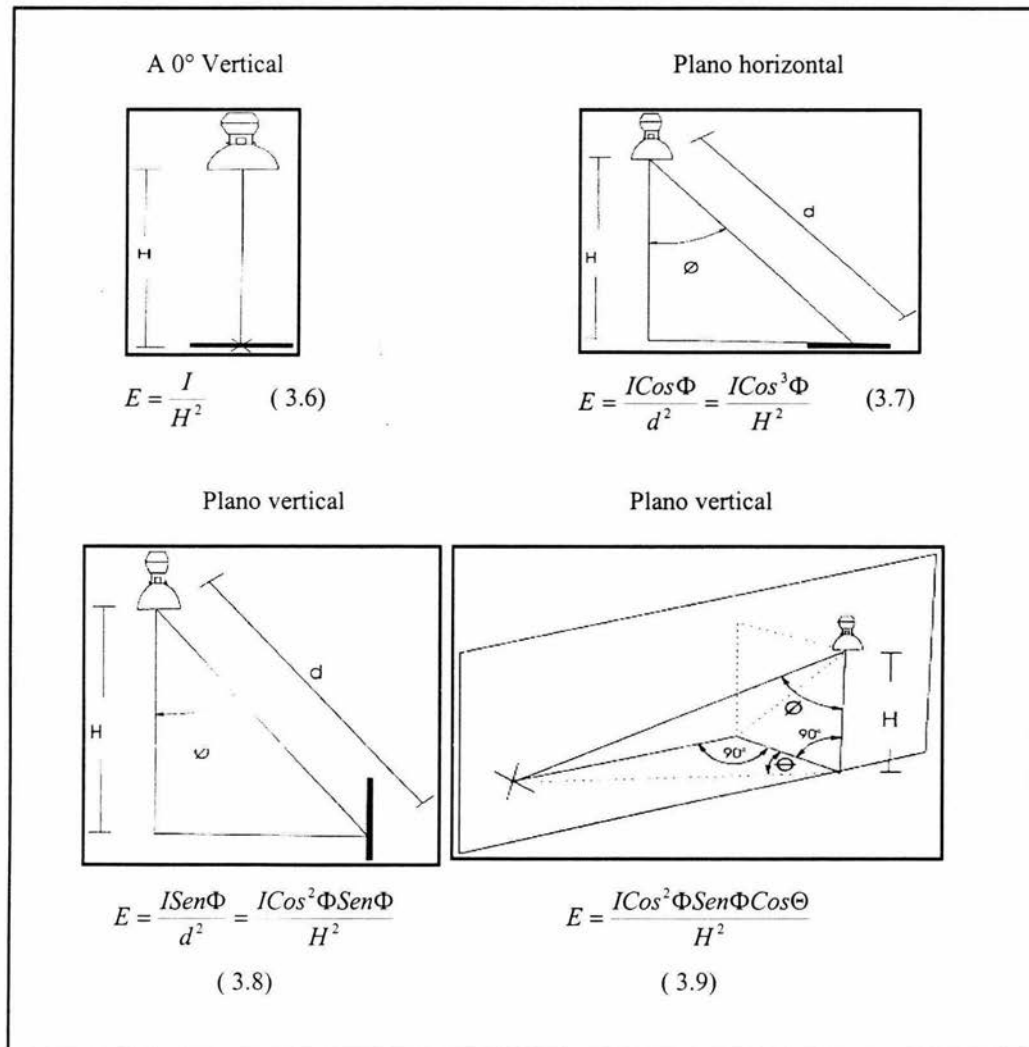 A 0° Vertical
Plano horizontal
H
H
Ø
d
E = I / H² ( 3.6)
E = ICosΦ / d² = ICos³Φ / H² (3.7)
Plano vertical
Plano vertical
H
d
H
Ø
90°
90°
Θ
E = ISenΦ / d² = ICos²ΦSenΦ / H²
( 3.8)
E = ICos²ΦSenΦCosΘ / H²
( 3.9)